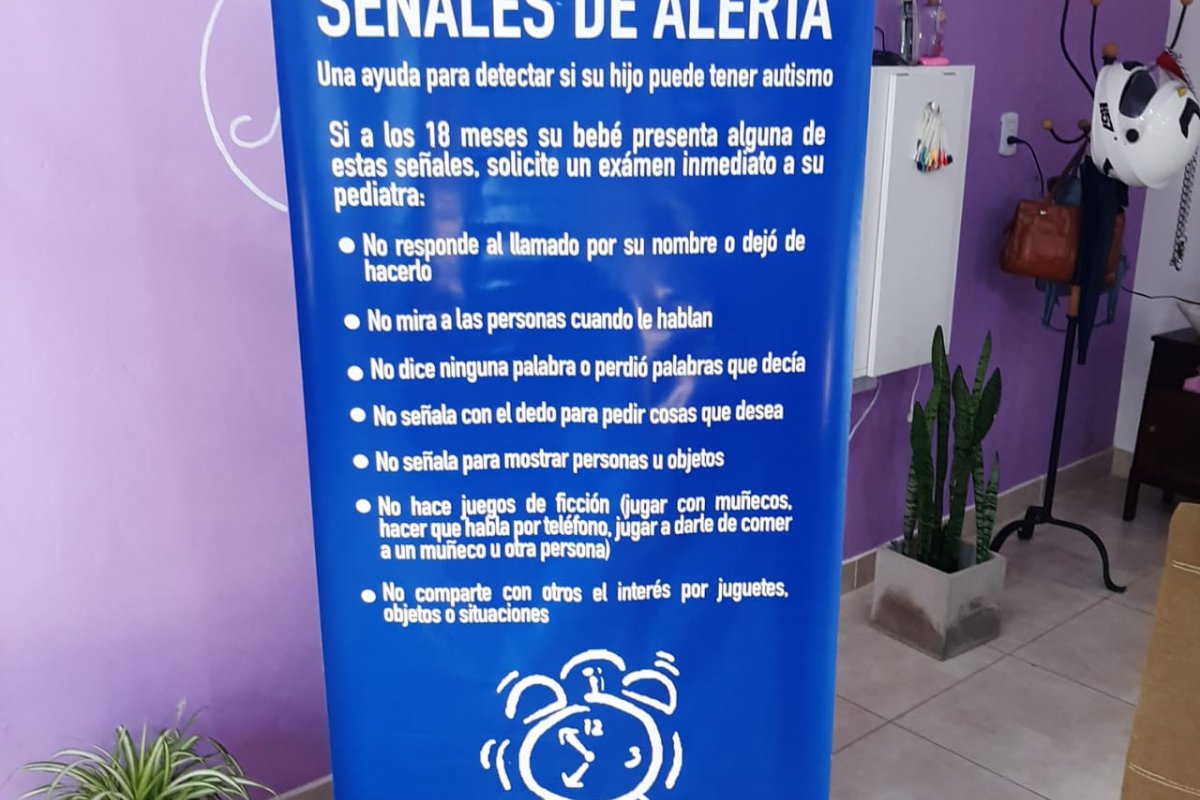 SEÑALES DE ALERTA
Una ayuda para detectar si su hijo puede tener autismo
Si a los 18 meses su bebé presenta alguna de
estas señales, solicite un exámen inmediato a su
pediatra:
No responde al llamado por su nombre o dejó de
hacerlo
No mira a las personas cuando le hablan
No dice ninguna palabra o perdió palabras que decía
No señala con el dedo para pedir cosas que desea
No señala para mostrar personas u objetos
No hace juegos de ficción (jugar con muñecos,
hacer que habla por teléfono, jugar a darle de comer
a un muñeco u otra persona)
No comparte con otros el interés por juguetes,
objetos o situaciones
12
3